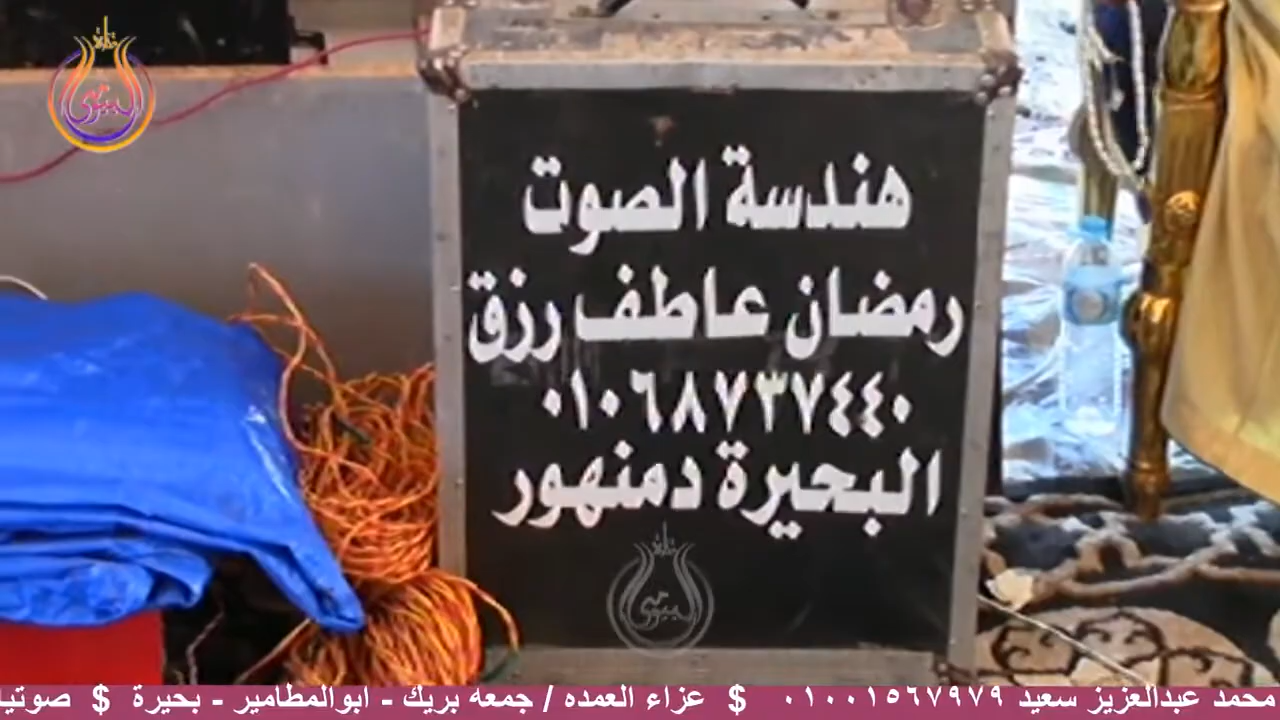 هندسة الصوت
رمضان عاطف رزق
٠١٠٦٨٧٣٧٤٤٠
البحيرة دمنهور
محمد عبدالعزيز سعيد ٠١٠٠١٥٦٧٩٧٩ $ عزاء العمده / جمعه بريك - ابوالمطامير - بحيرة $ صوتيا